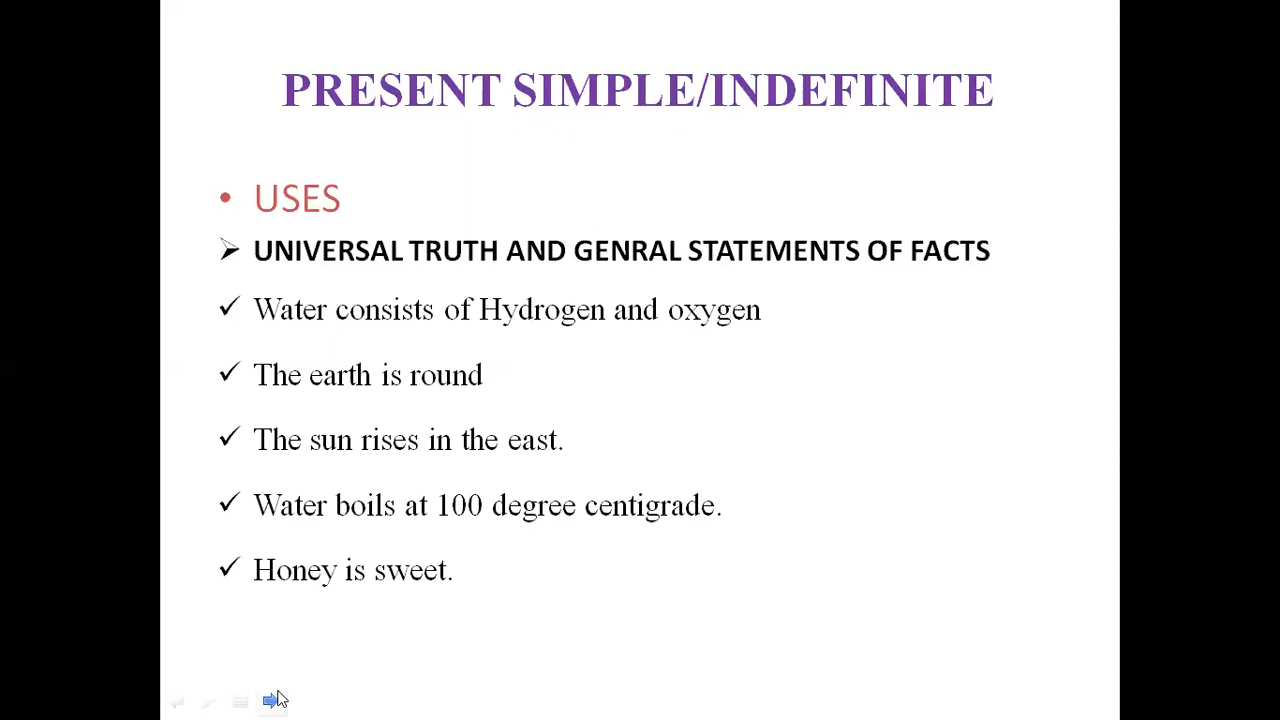 PRESENT SIMPLE/INDEFINITE
USES
UNIVERSAL TRUTH AND GENRAL STATEMENTS OF FACTS
Water consists of Hydrogen and oxygen
The earth is round
The sun rises in the east.
Water boils at 100 degree centigrade.
Honey is sweet.